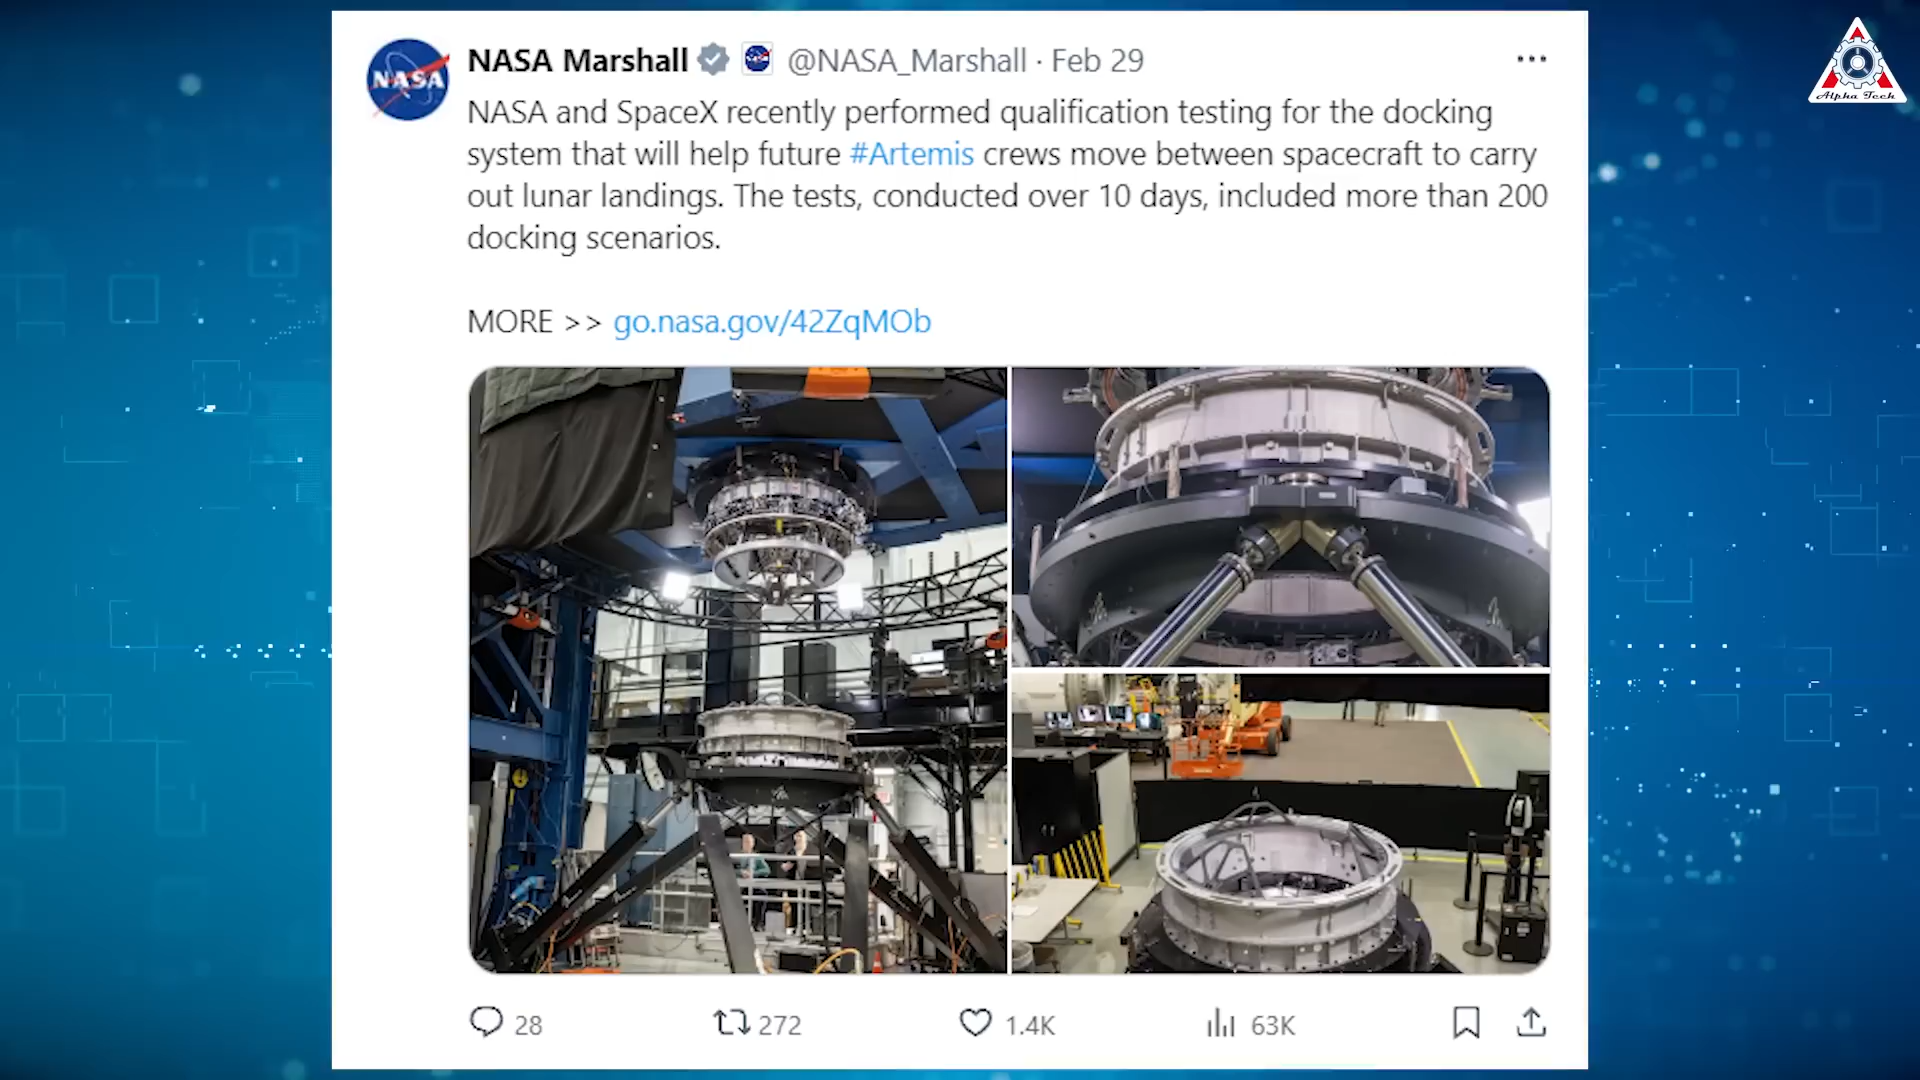 NASA Marshall @NASA_Marshall · Feb 29
NASA
NASA and SpaceX recently performed qualification testing for the docking
system that will help future #Artemis crews move between spacecraft to carry
out lunar landings. The tests, conducted over 10 days, included more than 200
docking scenarios.
MORE >> go.nasa.gov/42ZqMOb
28 272 1.4K 63K
Alpha Tech